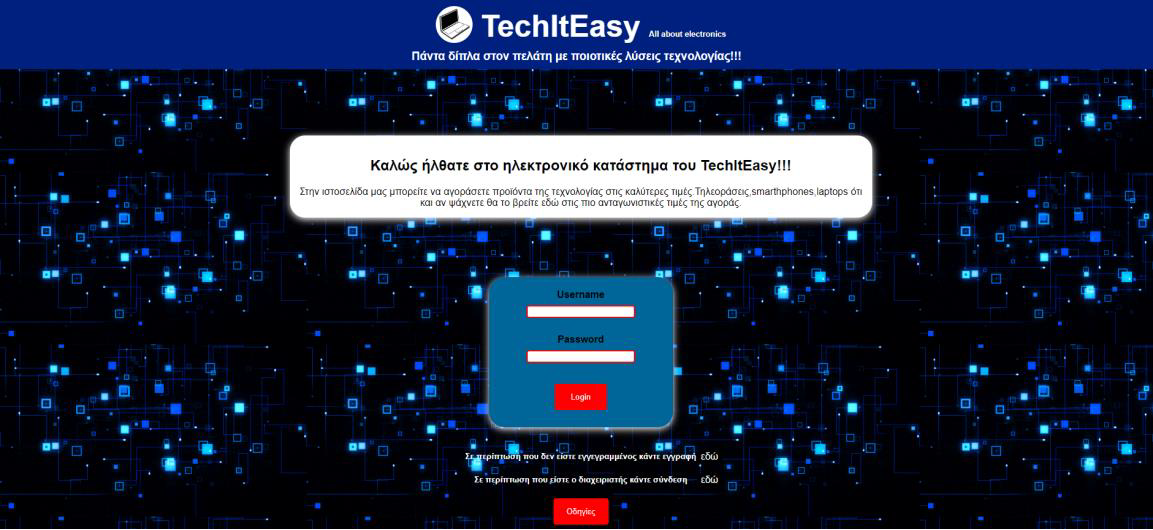 TechItEasy All about electronics
Πάντα δίπλα στον πελάτη με ποιοτικές λύσεις τεχνολογίας!!!
Καλώς ήλθατε στο ηλεκτρονικό κατάστημα του TechItEasy!!!
Στην ιστοσελίδα μας μπορείτε να αγοράσετε προϊόντα της τεχνολογίας στις καλύτερες τιμές.Τηλεοράσεις,smarthphones,laptops ότι
και αν ψάχνετε θα το βρείτε εδώ στις πιο ανταγωνιστικές τιμές της αγοράς.
Username
Password
Login
Σε περίπτωση που δεν είστε εγγεγραμμένος κάντε εγγραφή εδώ
Σε περίπτωση που είστε ο διαχειριστής κάντε σύνδεση εδώ
Οδηγίες